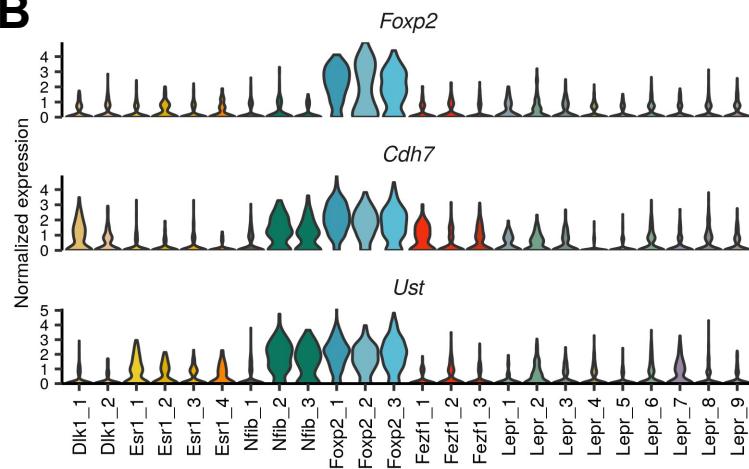 B
Foxp2
4
3
2
1
0
Cdh7
4
3
2
1
0
Ust
5
4
3
2
1
0
Normalized expression
Dlk1_1 Dlk1_2 Esr1_1 Esr1_2 Esr1_3 Esr1_4 Nfib_1 Nfib_2 Nfib_3 Foxp2_1 Foxp2_2 Foxp2_3 Fezf1_1 Fezf1_2 Fezf1_3 Lepr_1 Lepr_2 Lepr_3 Lepr_4 Lepr_5 Lepr_6 Lepr_7 Lepr_8 Lepr_9